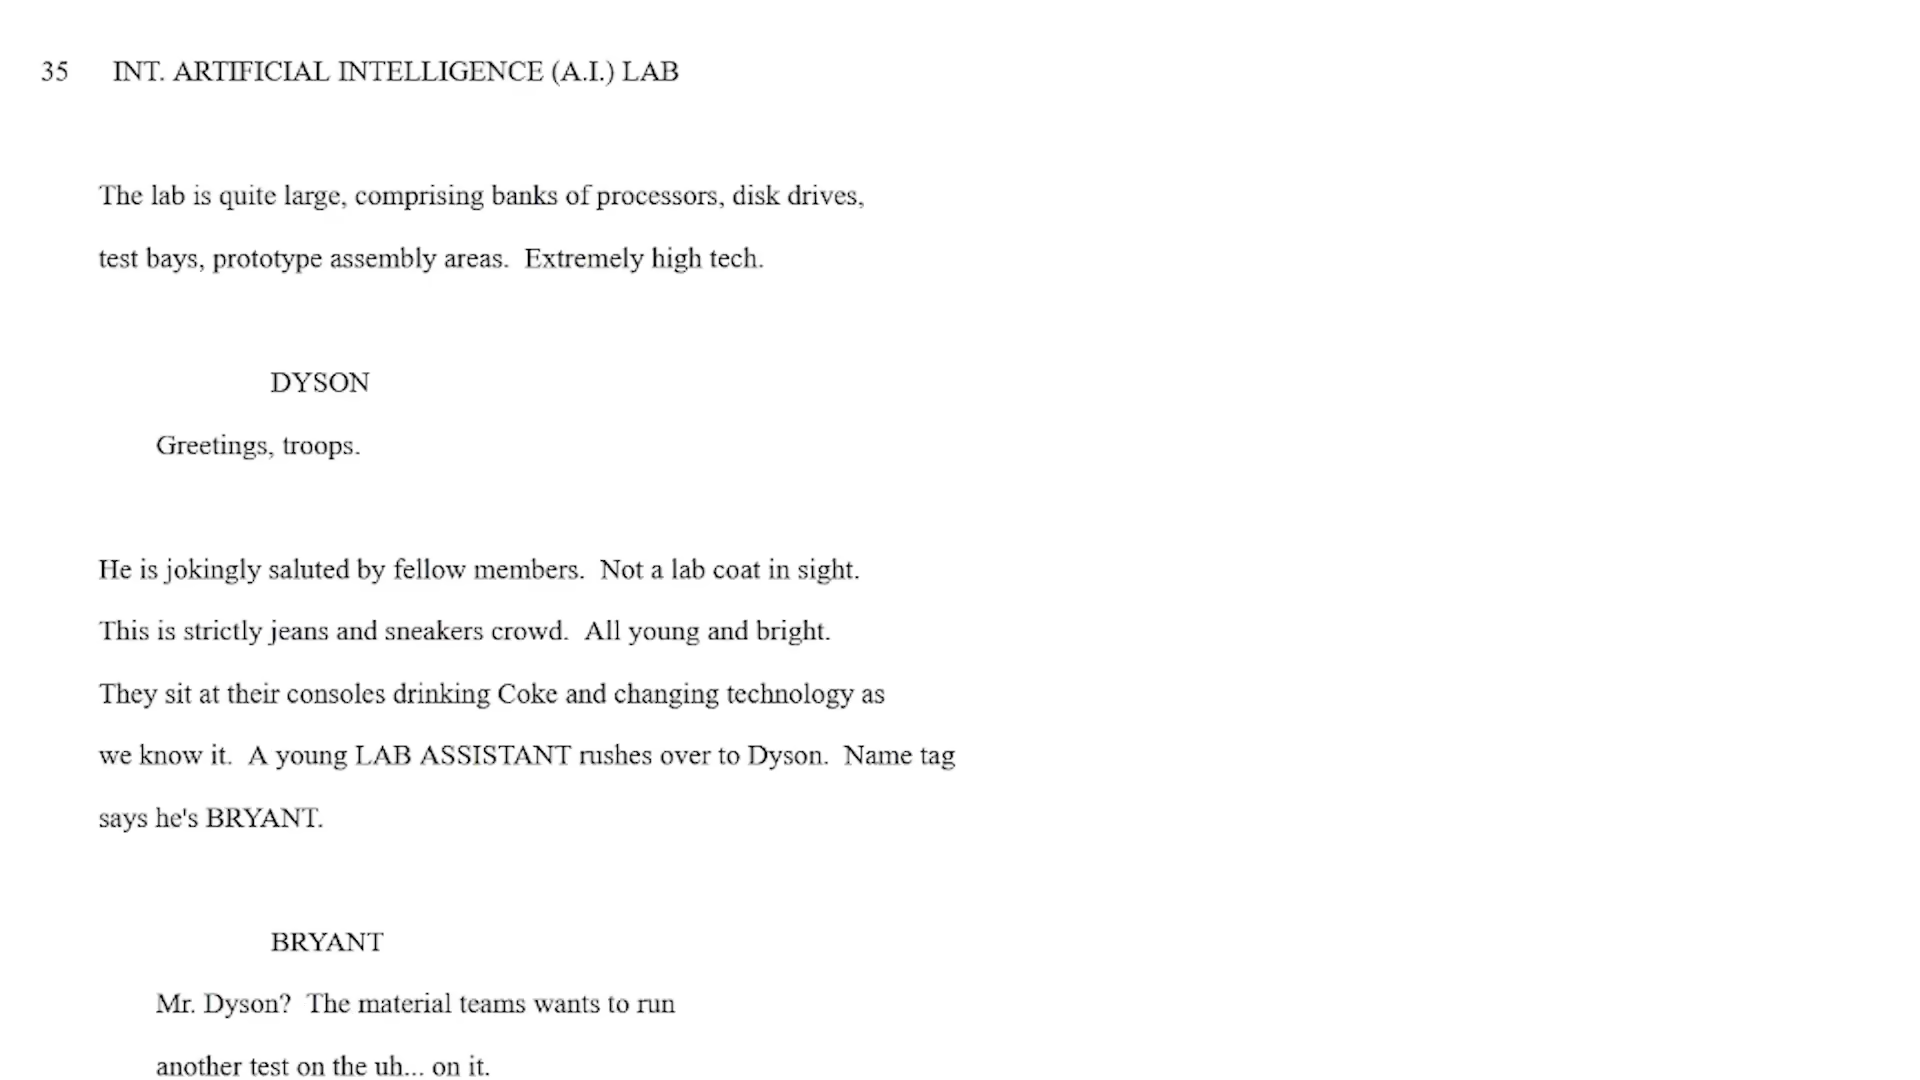 35 INT. ARTIFICIAL INTELLIGENCE (A.I.) LAB
The lab is quite large, comprising banks of processors, disk drives,
test bays, prototype assembly areas.  Extremely high tech.
DYSON
Greetings, troops.
He is jokingly saluted by fellow members.  Not a lab coat in sight.
This is strictly jeans and sneakers crowd.  All young and bright.
They sit at their consoles drinking Coke and changing technology as
we know it.  A young LAB ASSISTANT rushes over to Dyson.  Name tag
says he's BRYANT.
BRYANT
Mr. Dyson?  The material teams wants to run
another test on the uh... on it.